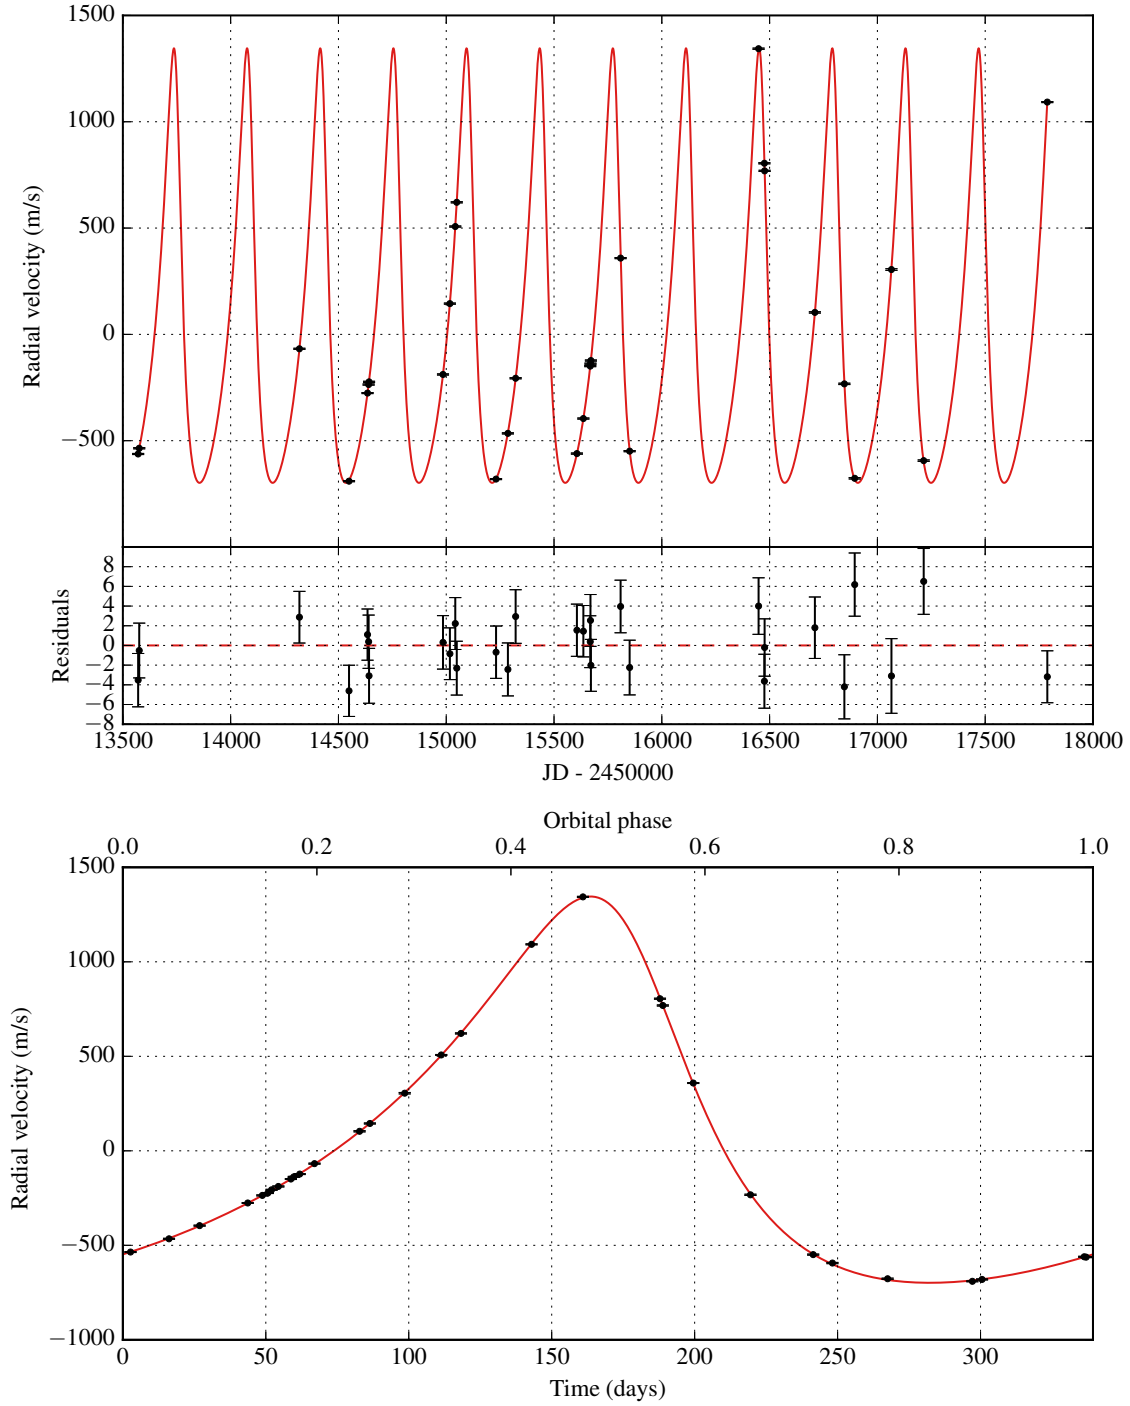 1500
1000
500
0
−500
Radial velocity (m/s)
8
6
4
2
0
−2
−4
−6
−8
Residuals
13500 14000 14500 15000 15500 16000 16500 17000 17500 18000
JD - 2450000
Orbital phase
0.0 0.2 0.4 0.6 0.8 1.0
1500
1000
500
0
−500
−1000
Radial velocity (m/s)
0 50 100 150 200 250 300
Time (days)